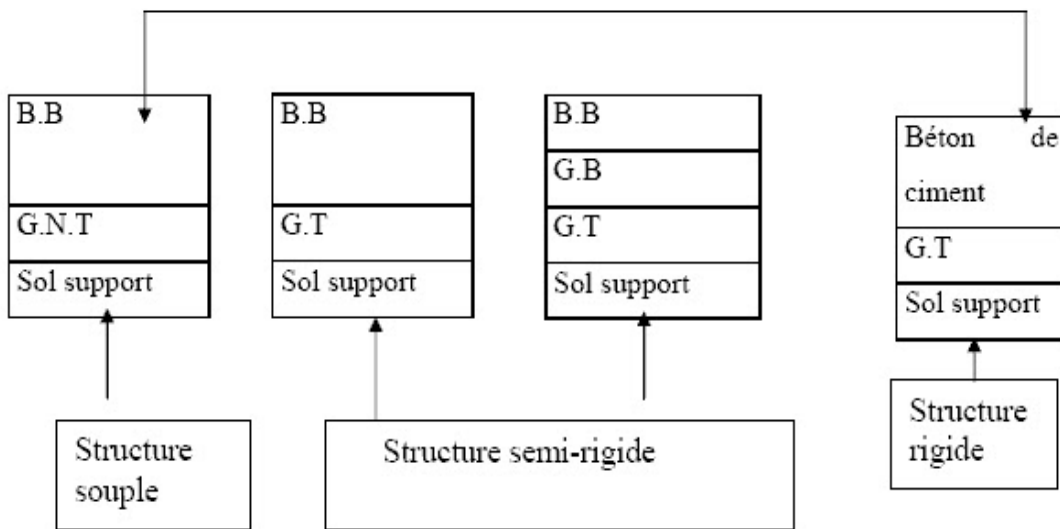 B.B
G.N.T
Sol support
B.B
G.T
Sol support
B.B
G.B
G.T
Sol support
Béton de
ciment
G.T
Sol support
Structure
souple
Structure semi-rigide
Structure
rigide